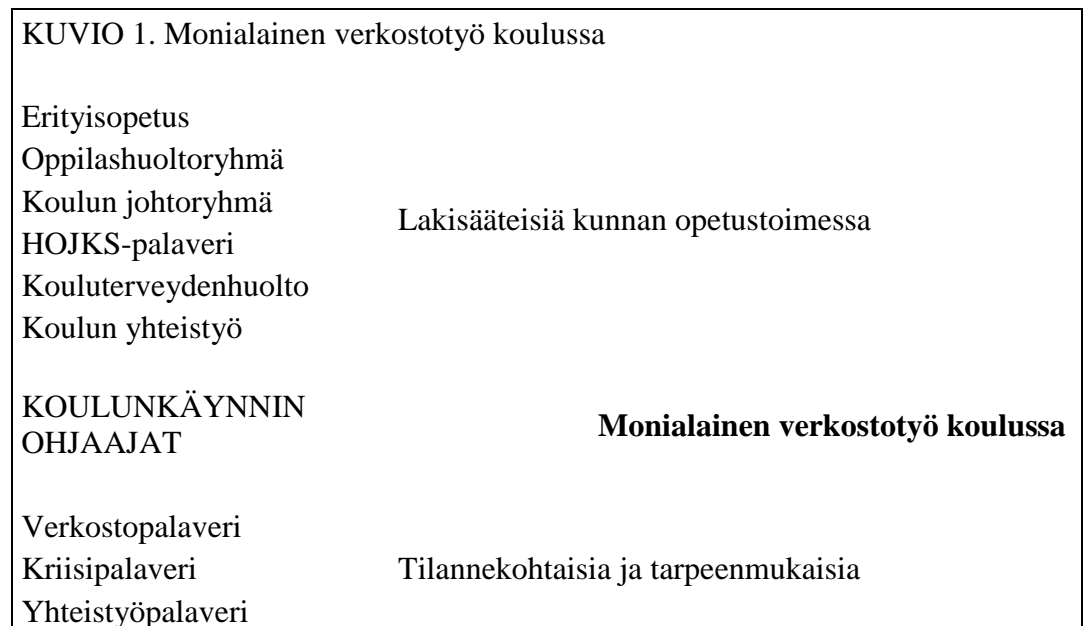 KUVIO 1. Monialainen verkostotyö koulussa
Erityisopetus
Oppilashuoltoryhmä
Koulun johtoryhmä
Lakisääteisiä kunnan opetustoimessa
HOJKS-palaveri
Kouluterveydenhuolto
Koulun yhteistyö
KOULUNKÄYNNIN
OHJAAJAT
Monialainen verkostotyö koulussa
Verkostopalaveri
Kriisipalaveri
Tilannekohtaisia ja tarpeenmukaisia
Yhteistyöpalaveri